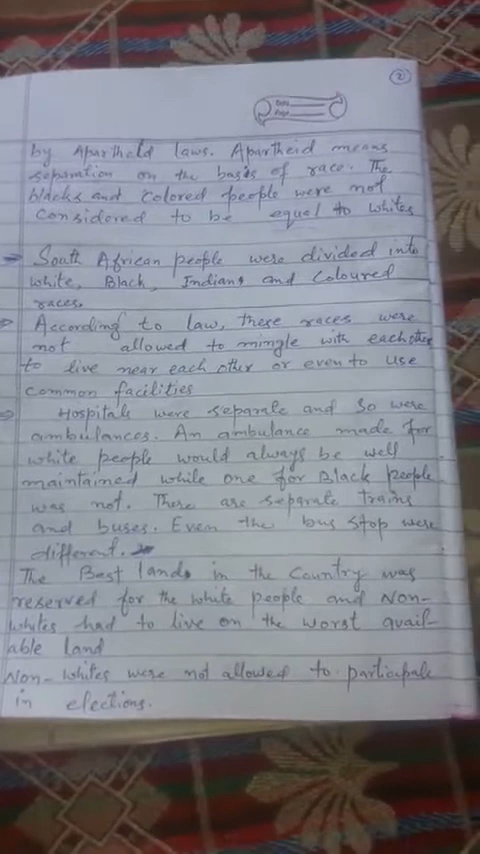 2
Date
Page
by Apartheld laws. Apartheid means
separation on the basis of race. The
blacks and Colored people were not
Considered to be equal to whites
South African people were divided into
white, Black, Indians and Coloured
races.
According to law, these races were
not allowed to mingle with each other
to live near each other or even to use
common facilities
Hospitals were separate and So were
ambulances. An ambulance made for
white people would always be well
maintained while one for Black people
was not. There are separate trains
and buses. Even the bus stop were
different.
The Best lands in the Country was
reserved for the white people and Non-
whites had to live on the worst avail-
able land
Non-whites were not allowed to participate
in elections.